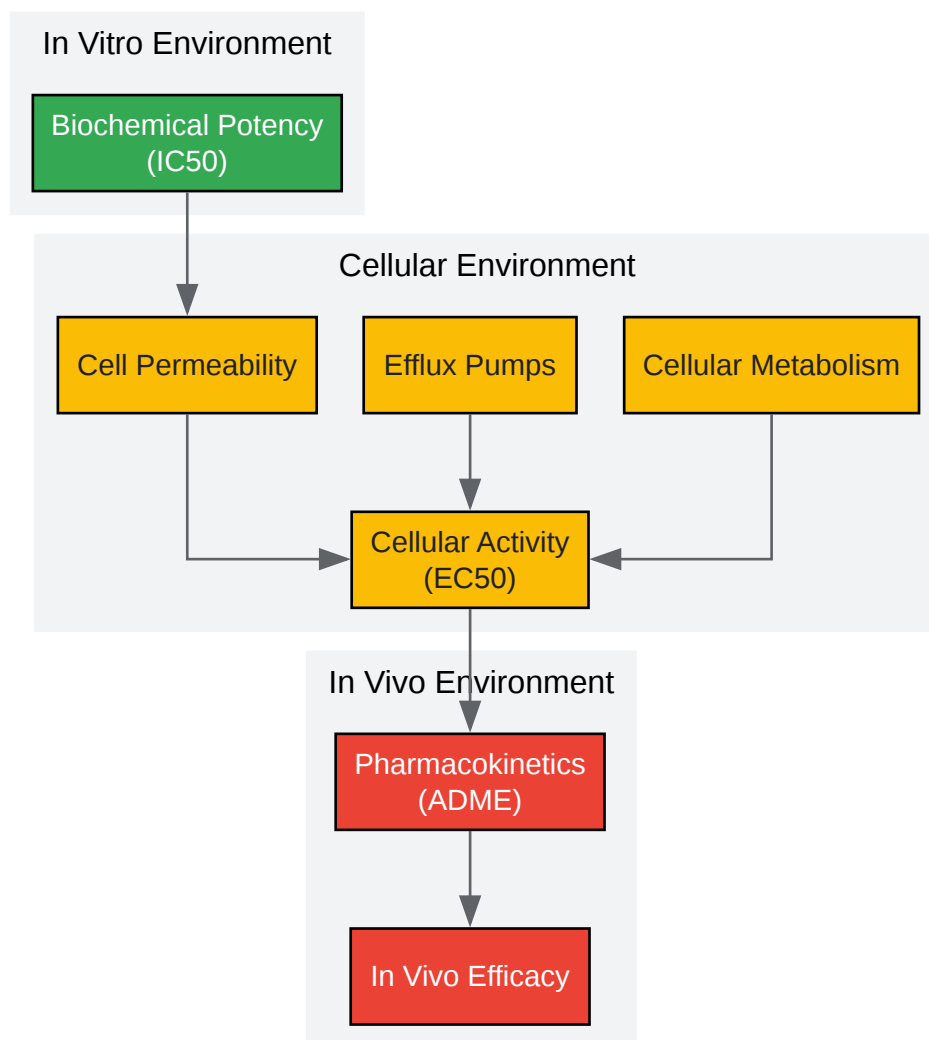 In Vitro Environment
Biochemical Potency
(IC50)
Cellular Environment
Cell Permeability
Efflux Pumps
Cellular Metabolism
Cellular Activity
(EC50)
In Vivo Environment
Pharmacokinetics
(ADME)
In Vivo Efficacy